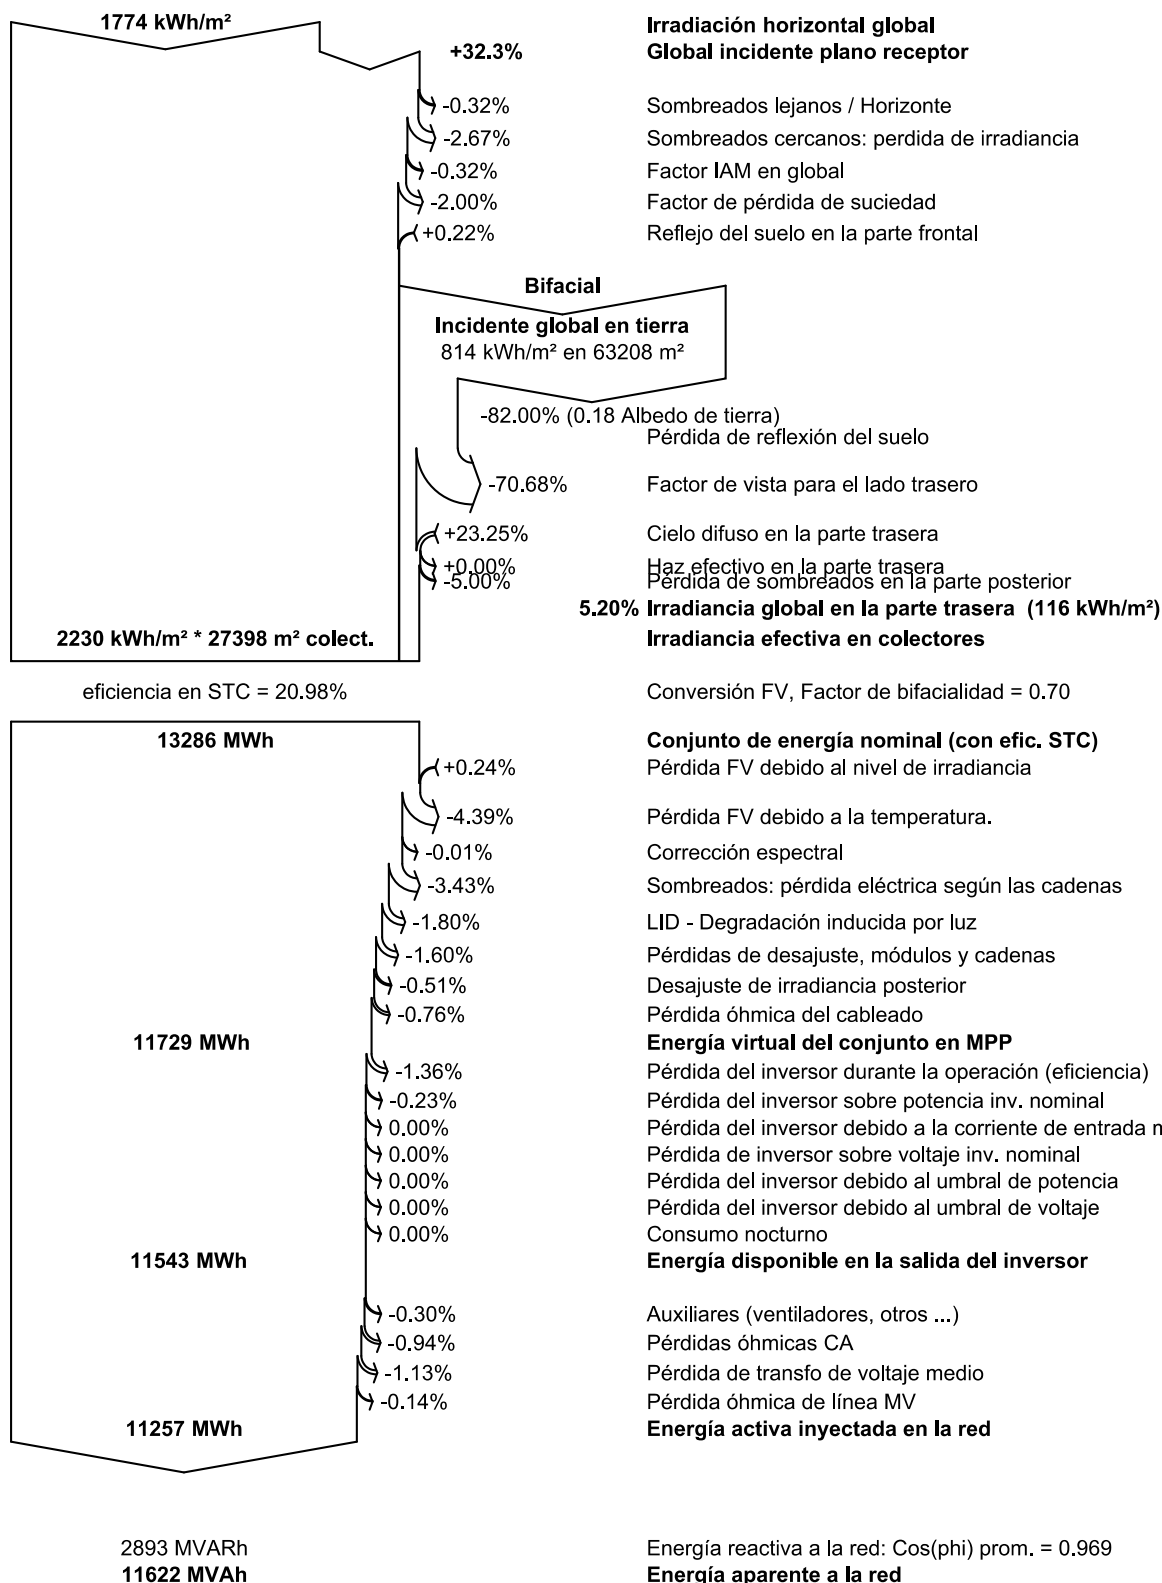 1774 kWh/m² Irradiación horizontal global
+32.3% Global incidente plano receptor
-0.32% Sombreados lejanos / Horizonte
-2.67% Sombreados cercanos: perdida de irradiancia
-0.32% Factor IAM en global
-2.00% Factor de pérdida de suciedad
+0.22% Reflejo del suelo en la parte frontal
Bifacial
Incidente global en tierra
814 kWh/m² en 63208 m²
-82.00% (0.18 Albedo de tierra)
Pérdida de reflexión del suelo
-70.68% Factor de vista para el lado trasero
+23.25% Cielo difuso en la parte trasera
+0.00% Haz efectivo en la parte trasera
-5.00% Pérdida de sombreados en la parte posterior
5.20% Irradiancia global en la parte trasera (116 kWh/m²)
2230 kWh/m² * 27398 m² colect. Irradiancia efectiva en colectores
eficiencia en STC = 20.98% Conversión FV, Factor de bifacialidad = 0.70
13286 MWh Conjunto de energía nominal (con efic. STC)
+0.24% Pérdida FV debido al nivel de irradiancia
-4.39% Pérdida FV debido a la temperatura.
-0.01% Corrección espectral
-3.43% Sombreados: pérdida eléctrica según las cadenas
-1.80% LID - Degradación inducida por luz
-1.60% Pérdidas de desajuste, módulos y cadenas
-0.51% Desajuste de irradiancia posterior
-0.76% Pérdida óhmica del cableado
11729 MWh Energía virtual del conjunto en MPP
-1.36% Pérdida del inversor durante la operación (eficiencia)
-0.23% Pérdida del inversor sobre potencia inv. nominal
0.00% Pérdida del inversor debido a la corriente de entrada
0.00% Pérdida de inversor sobre voltaje inv. nominal
0.00% Pérdida del inversor debido al umbral de potencia
0.00% Pérdida del inversor debido al umbral de voltaje
0.00% Consumo nocturno
11543 MWh Energía disponible en la salida del inversor
-0.30% Auxiliares (ventiladores, otros ...)
-0.94% Pérdidas óhmicas CA
-1.13% Pérdida de transfo de voltaje medio
-0.14% Pérdida óhmica de línea MV
11257 MWh Energía activa inyectada en la red
2893 MVARh Energía reactiva a la red: Cos(phi) prom. = 0.969
11622 MVAh Energía aparente a la red